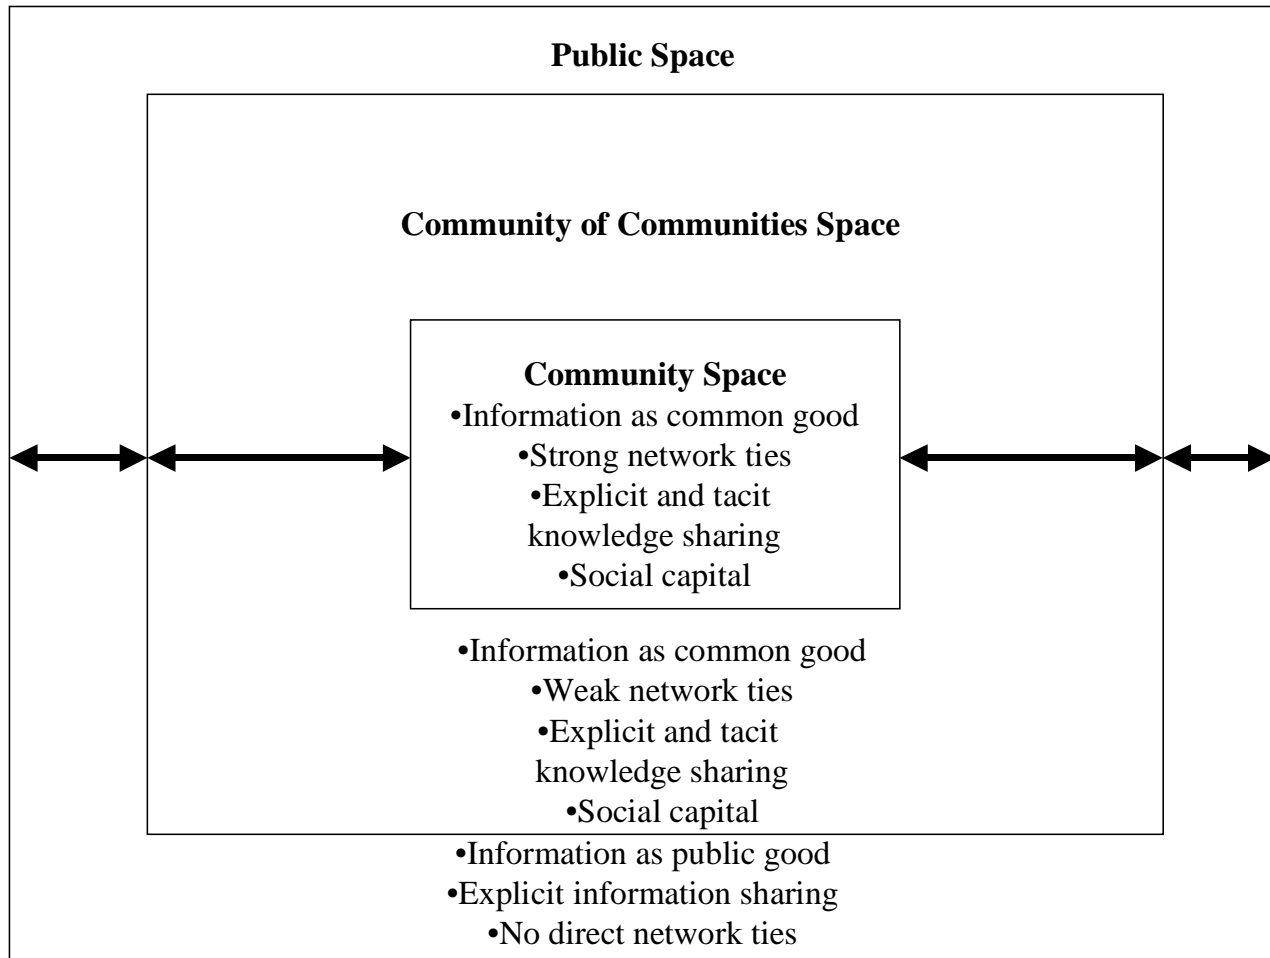 Public Space
Community of Communities Space
Community Space
•Information as common good
•Strong network ties
•Explicit and tacit
knowledge sharing
•Social capital
•Information as common good
•Weak network ties
•Explicit and tacit
knowledge sharing
•Social capital
•Information as public good
•Explicit information sharing
•No direct network ties